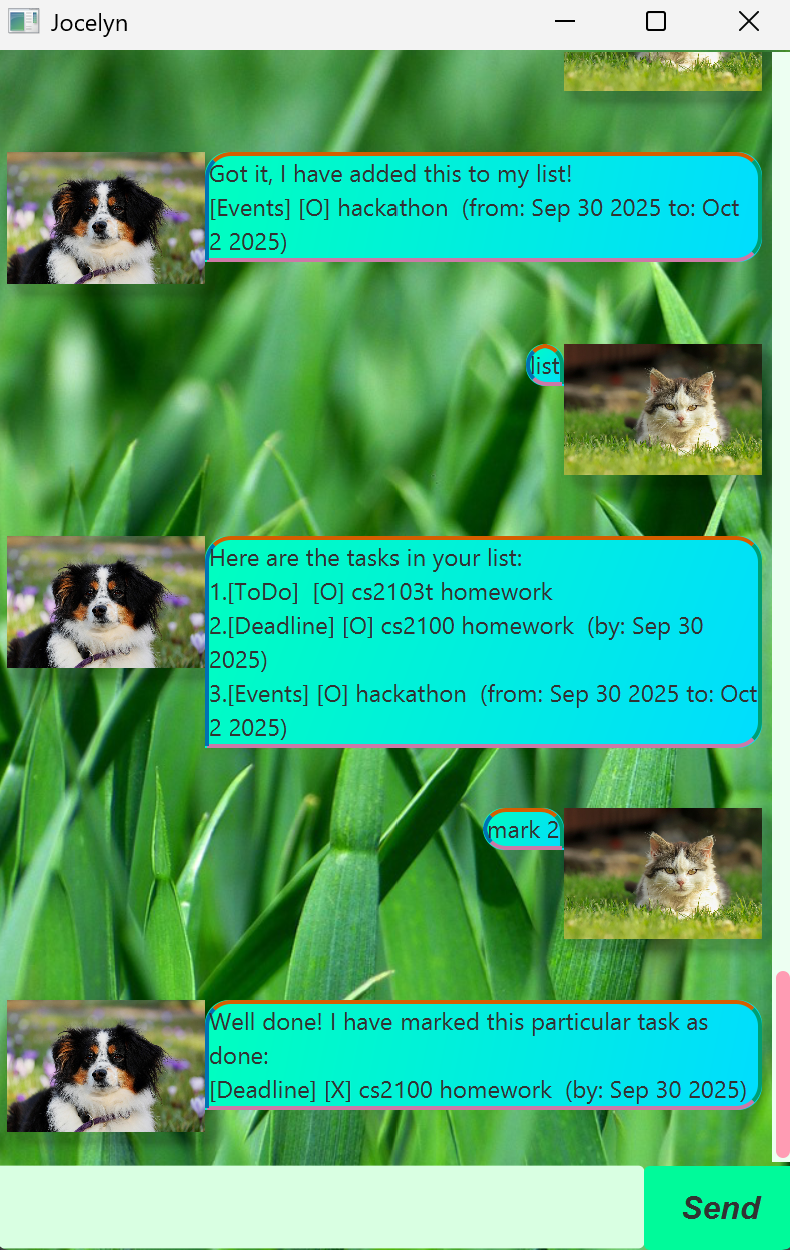 Jocelyn
Got it, I have added this to my list!
[Events] [O] hackathon  (from: Sep 30 2025 to: Oct
2 2025)
list
Here are the tasks in your list:
1.[ToDo]  [O] cs2103t homework
2.[Deadline] [O] cs2100 homework  (by: Sep 30
2025)
3.[Events] [O] hackathon  (from: Sep 30 2025 to: Oct
2 2025)
mark 2
Well done! I have marked this particular task as
done:
[Deadline] [X] cs2100 homework  (by: Sep 30 2025)
Send